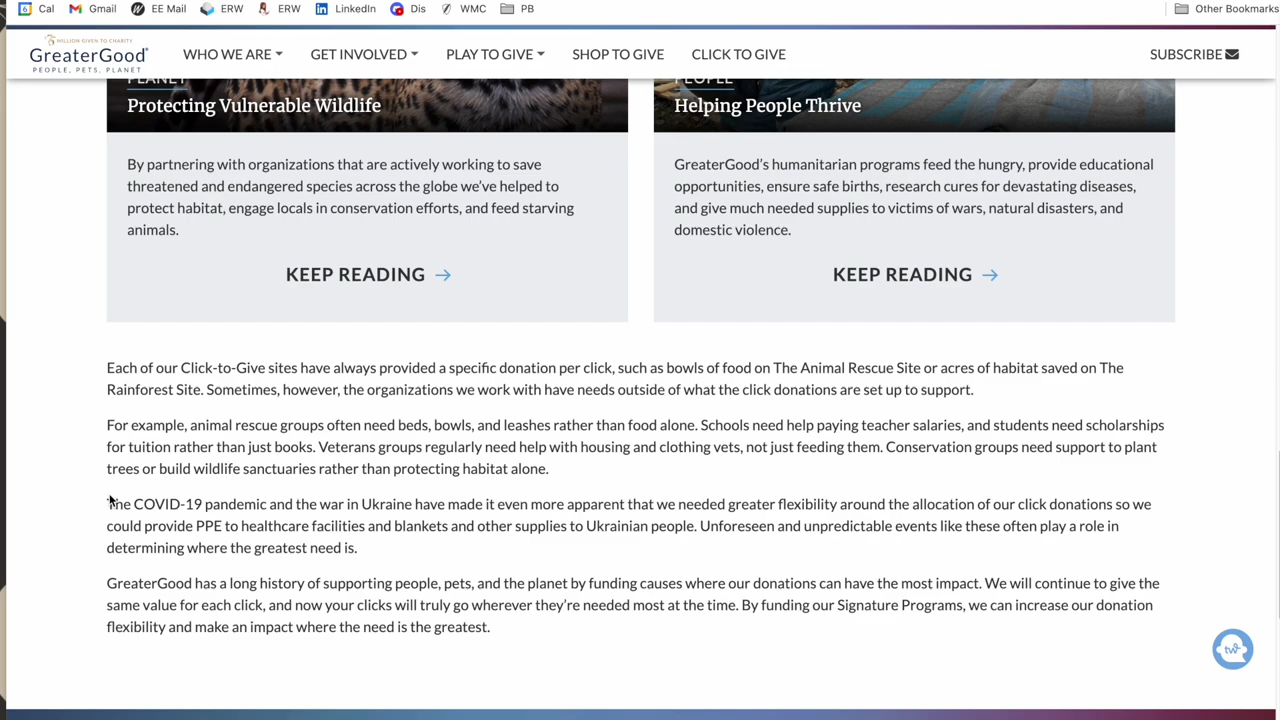 Cal Gmail EE Mail ERW ERW LinkedIn Dis WMC PB Other Bookmarks
MILLION GIVEN TO CHARITY
GreaterGood®
PEOPLE, PETS, PLANET
WHO WE ARE GET INVOLVED PLAY TO GIVE SHOP TO GIVE CLICK TO GIVE SUBSCRIBE
PLANET
Protecting Vulnerable Wildlife
By partnering with organizations that are actively working to save
threatened and endangered species across the globe we’ve helped to
protect habitat, engage locals in conservation efforts, and feed starving
animals.
KEEP READING →
PEOPLE
Helping People Thrive
GreaterGood’s humanitarian programs feed the hungry, provide educational
opportunities, ensure safe births, research cures for devastating diseases,
and give much needed supplies to victims of wars, natural disasters, and
domestic violence.
KEEP READING →
Each of our Click-to-Give sites have always provided a specific donation per click, such as bowls of food on The Animal Rescue Site or acres of habitat saved on The
Rainforest Site. Sometimes, however, the organizations we work with have needs outside of what the click donations are set up to support.
For example, animal rescue groups often need beds, bowls, and leashes rather than food alone. Schools need help paying teacher salaries, and students need scholarships
for tuition rather than just books. Veterans groups regularly need help with housing and clothing vets, not just feeding them. Conservation groups need support to plant
trees or build wildlife sanctuaries rather than protecting habitat alone.
The COVID-19 pandemic and the war in Ukraine have made it even more apparent that we needed greater flexibility around the allocation of our click donations so we
could provide PPE to healthcare facilities and blankets and other supplies to Ukrainian people. Unforeseen and unpredictable events like these often play a role in
determining where the greatest need is.
GreaterGood has a long history of supporting people, pets, and the planet by funding causes where our donations can have the most impact. We will continue to give the
same value for each click, and now your clicks will truly go wherever they’re needed most at the time. By funding our Signature Programs, we can increase our donation
flexibility and make an impact where the need is the greatest.